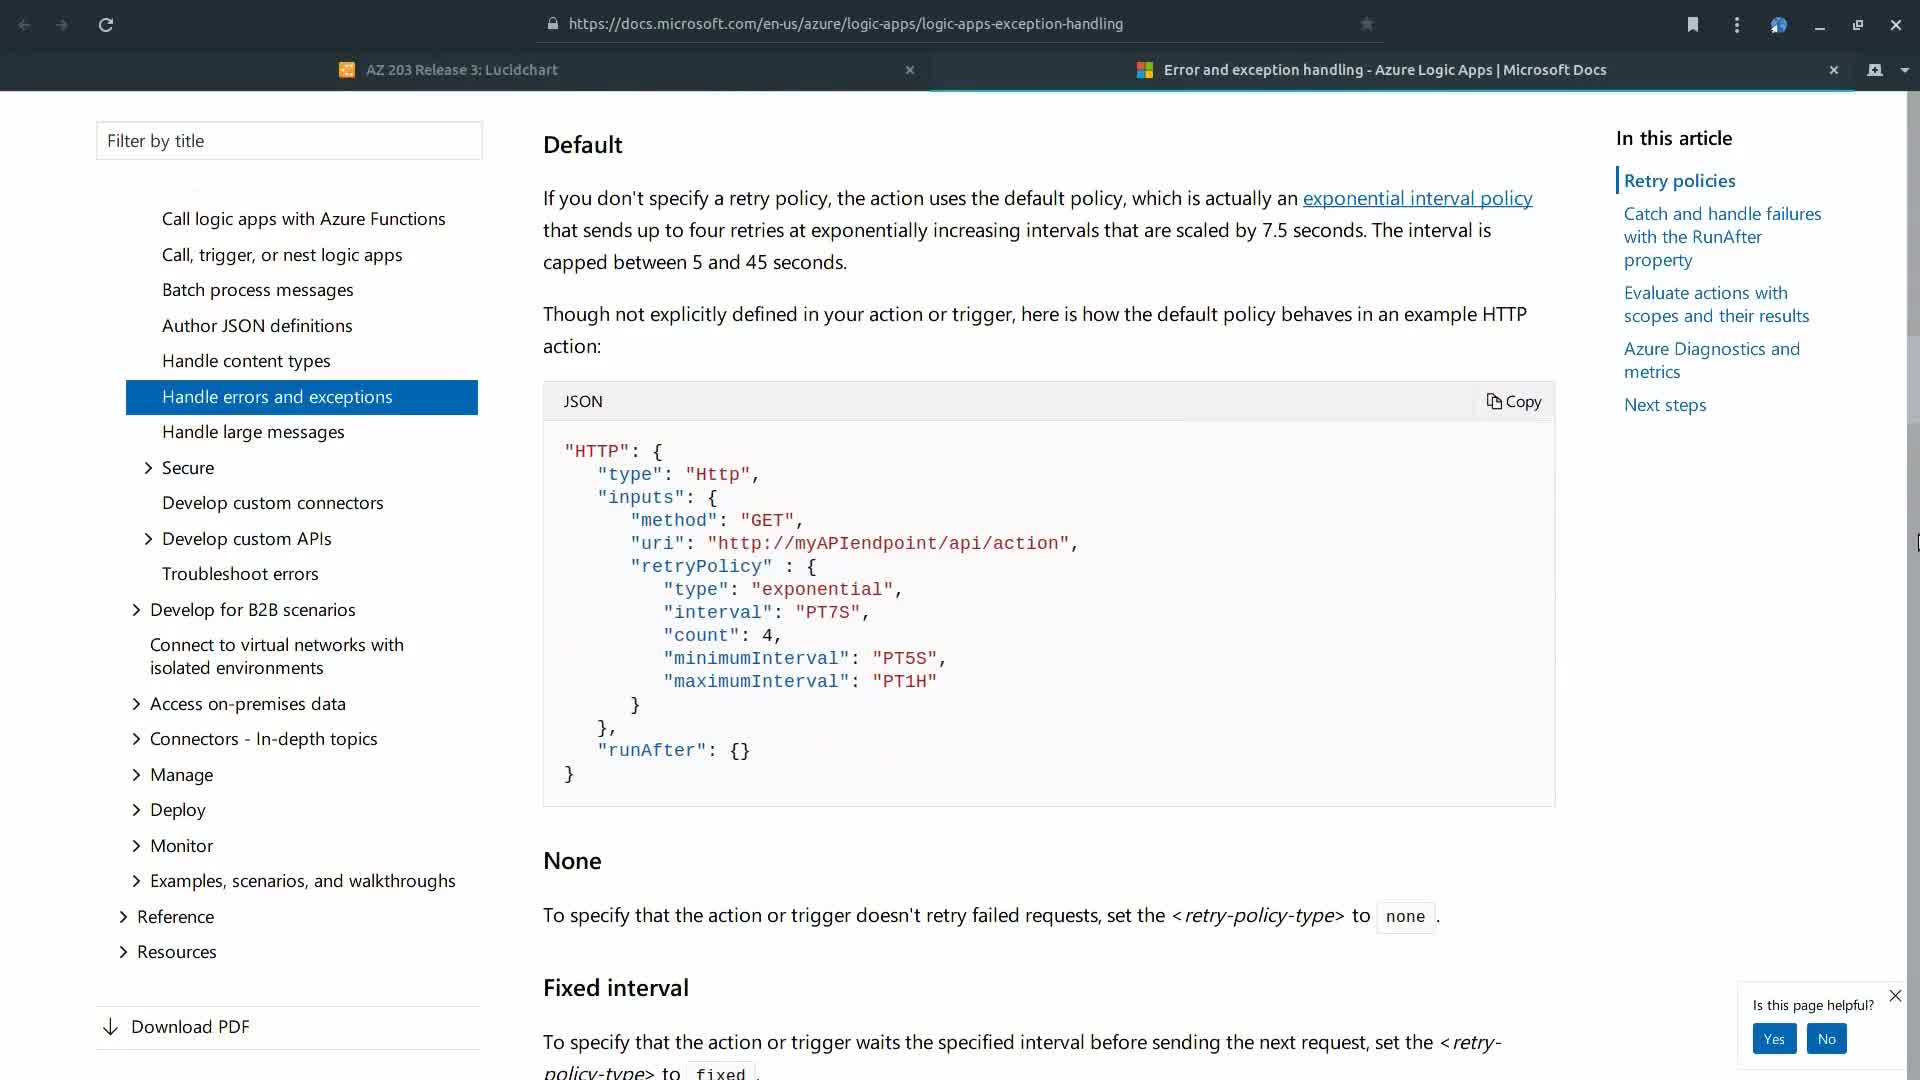 https://docs.microsoft.com/en-us/azure/logic-apps/logic-apps-exception-handling
AZ 203 Release 3: Lucidchart
Error and exception handling - Azure Logic Apps | Microsoft Docs
Filter by title
Call logic apps with Azure Functions
Call, trigger, or nest logic apps
Batch process messages
Author JSON definitions
Handle content types
Handle errors and exceptions
Handle large messages
Secure
Develop custom connectors
Develop custom APIs
Troubleshoot errors
Develop for B2B scenarios
Connect to virtual networks with
isolated environments
Access on-premises data
Connectors - In-depth topics
Manage
Deploy
Monitor
Examples, scenarios, and walkthroughs
Reference
Resources
Download PDF
Default
If you don't specify a retry policy, the action uses the default policy, which is actually an exponential interval policy
that sends up to four retries at exponentially increasing intervals that are scaled by 7.5 seconds. The interval is
capped between 5 and 45 seconds.
Though not explicitly defined in your action or trigger, here is how the default policy behaves in an example HTTP
action:
JSON
Copy
"HTTP": {
"type": "Http",
"inputs": {
"method": "GET",
"uri": "http://myAPIendpoint/api/action",
"retryPolicy" : {
"type": "exponential",
"interval": "PT7S",
"count": 4,
"minimumInterval": "PT5S",
"maximumInterval": "PT1H"
}
},
"runAfter": {}
}
None
To specify that the action or trigger doesn't retry failed requests, set the <retry-policy-type> to none.
Fixed interval
To specify that the action or trigger waits the specified interval before sending the next request, set the <retry-
policy-type> to fixed.
In this article
Retry policies
Catch and handle failures
with the RunAfter
property
Evaluate actions with
scopes and their results
Azure Diagnostics and
metrics
Next steps
Is this page helpful?
Yes
No